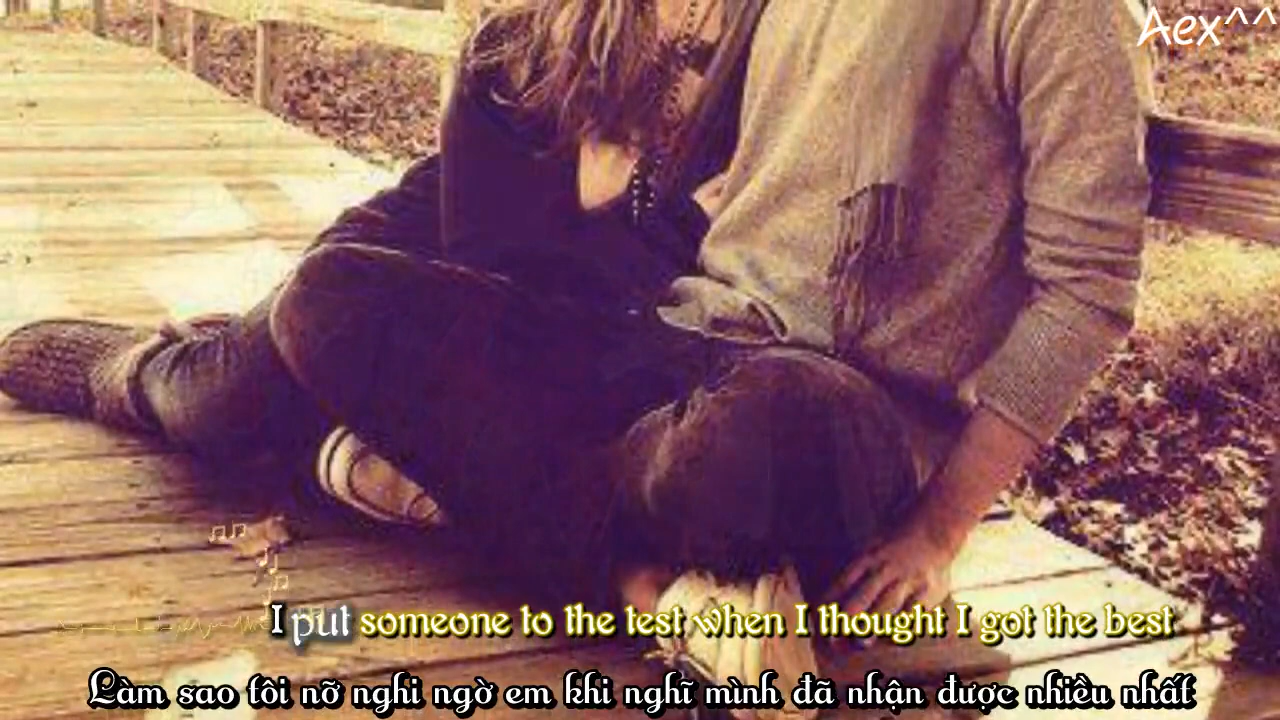 Aex^^
I put someone to the test when I thought I got the best
Làm sao tôi nỡ nghi ngờ em khi nghĩ mình đã nhận được nhiều nhất